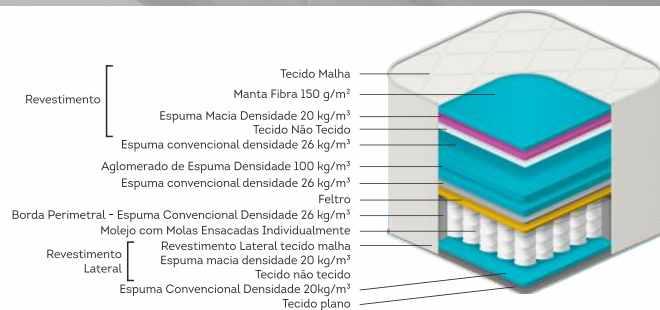 Revestimento
Tecido Malha
Manta Fibra 150 g/m²
Espuma Macia Densidade 20 kg/m³
Tecido Não Tecido
Espuma convencional densidade 26 kg/m³
Aglomerado de Espuma Densidade 100 kg/m³
Espuma convencional densidade 26 kg/m³
Feltro
Borda Perimetral - Espuma Convencional Densidade 26 kg/m³
Molejo com Molas Ensacadas Individualmente
Revestimento
Lateral
Revestimento Lateral tecido malha
Espuma macia densidade 20 kg/m³
Tecido não tecido
Espuma Convencional Densidade 20kg/m³
Tecido plano